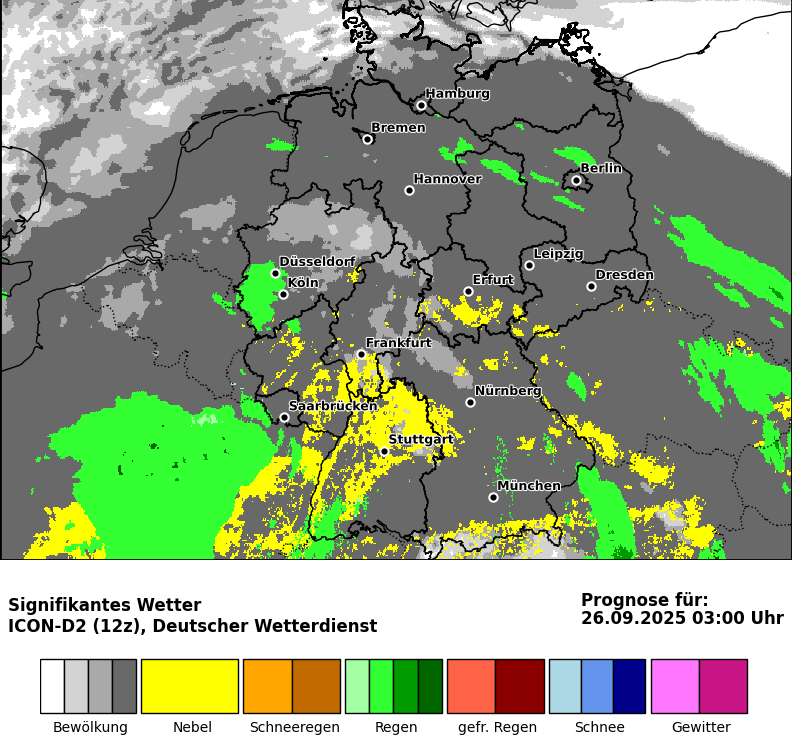 Hamburg
Bremen
Hannover
Berlin
Düsseldorf
Leipzig
Köln
Erfurt
Dresden
Frankfurt
Nürnberg
Saarbrücken
Stuttgart
München
Signifikantes Wetter
ICON-D2 (12z), Deutscher Wetterdienst
Prognose für:
26.09.2025 03:00 Uhr
Bewölkung
Nebel
Schneeregen
Regen
gefr. Regen
Schnee
Gewitter